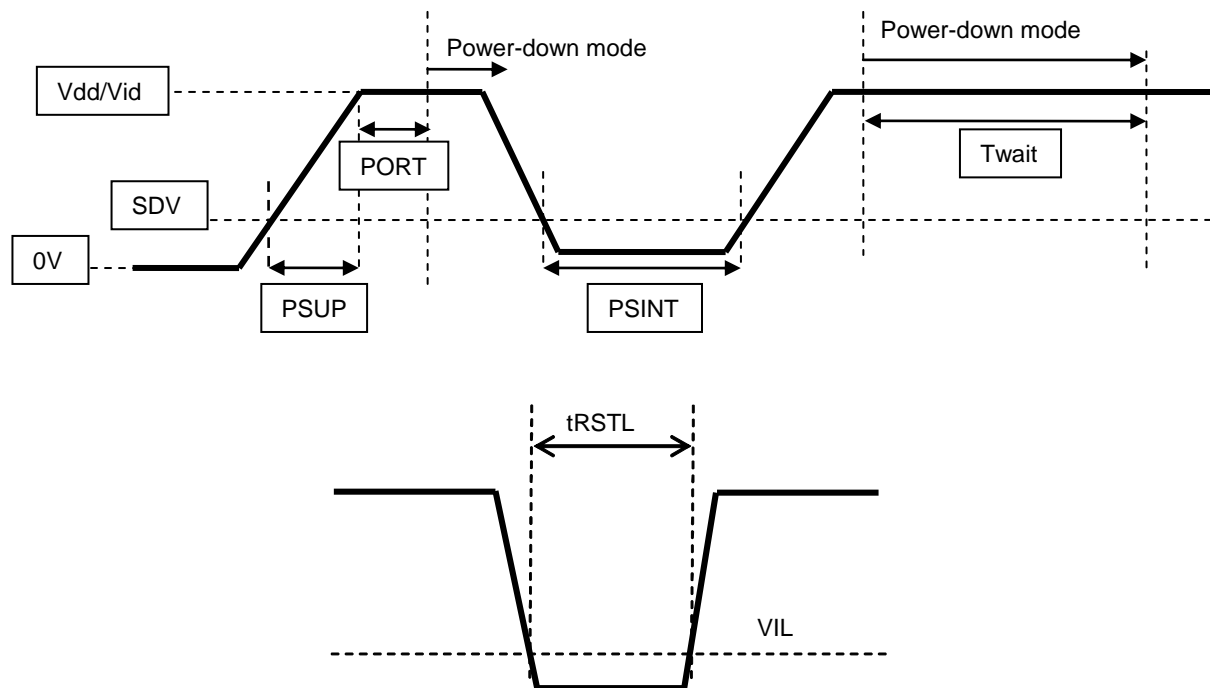 Power-down mode
Power-down mode
Vdd/Vid
PORT
Twait
SDV
0V
PSUP
PSINT
tRSTL
VIL